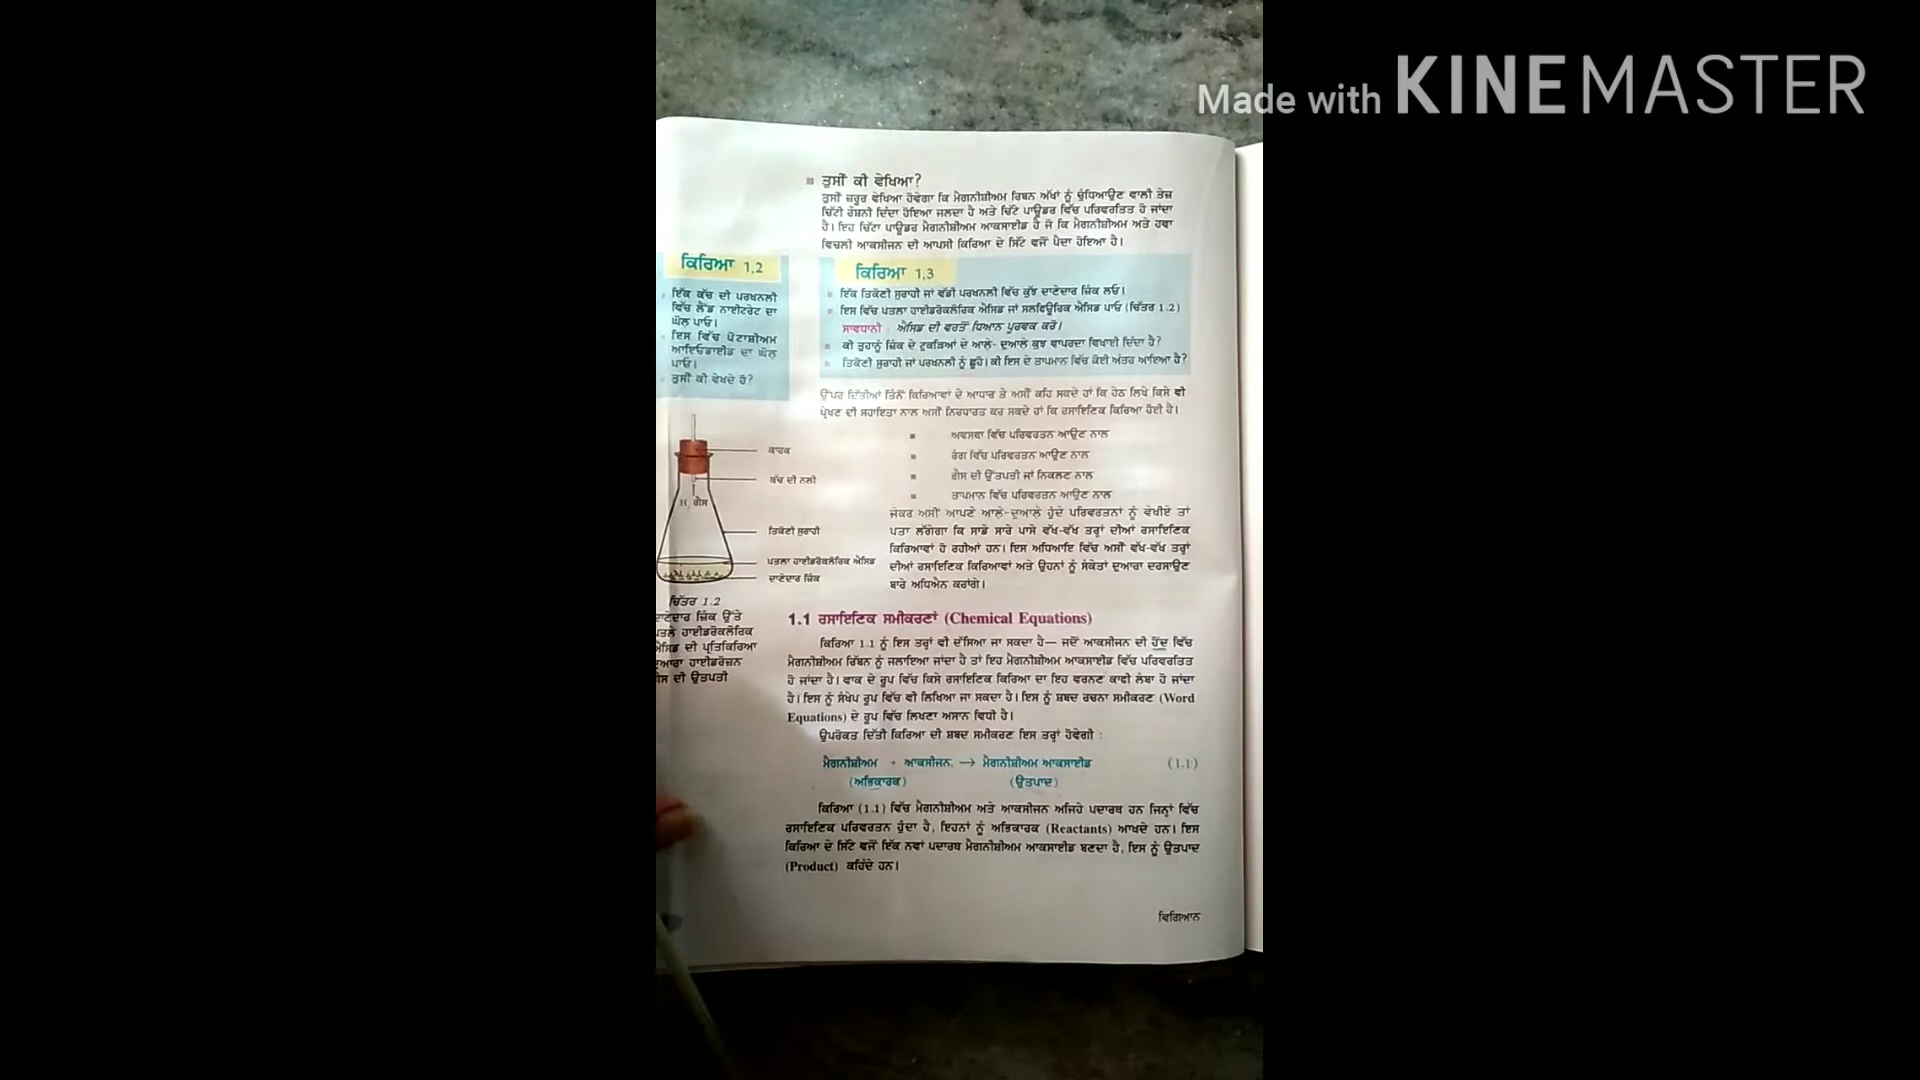 Made with KINEMASTER
ਤੁਸੀਂ ਕੀ ਵੇਖਿਆ?
ਤੁਸੀਂ ਜ਼ਰੂਰ ਵੇਖਿਆ ਹੋਵੇਗਾ ਕਿ ਮੈਗਨੀਸ਼ੀਅਮ ਰਿਬਨ ਅੱਖਾਂ ਨੂੰ ਚੁੰਧਿਆਉਣ ਵਾਲੀ ਤੇਜ਼
ਚਿੱਟੀ ਰੋਸ਼ਨੀ ਦਿੰਦਾ ਹੋਇਆ ਜਲਦਾ ਹੈ ਅਤੇ ਚਿੱਟੇ ਪਾਊਡਰ ਵਿੱਚ ਪਰਿਵਰਤਿਤ ਹੋ ਜਾਂਦਾ
ਹੈ। ਇਹ ਚਿੱਟਾ ਪਾਊਡਰ ਮੈਗਨੀਸ਼ੀਅਮ ਆਕਸਾਈਡ ਹੈ ਜੋ ਕਿ ਮੈਗਨੀਸ਼ੀਅਮ ਅਤੇ ਹਵਾ
ਵਿਚਲੀ ਆਕਸੀਜਨ ਦੀ ਆਪਸੀ ਕਿਰਿਆ ਦੇ ਸਿੱਟੇ ਵਜੋਂ ਪੈਦਾ ਹੋਇਆ ਹੈ।
ਕਿਰਿਆ 1.2
ਇੱਕ ਕੱਚ ਦੀ ਪਰਖਨਲੀ
ਵਿੱਚ ਲੈੱਡ ਨਾਈਟਰੇਟ ਦਾ
ਘੋਲ ਪਾਓ।
ਇਸ ਵਿੱਚ ਪੋਟਾਸ਼ੀਅਮ
ਆਇਓਡਾਈਡ ਦਾ ਘੋਲ
ਪਾਓ।
ਤੁਸੀਂ ਕੀ ਵੇਖਦੇ ਹੋ?
ਕਿਰਿਆ 1.3
ਇੱਕ ਤਿਕੋਣੀ ਸੁਰਾਹੀ ਜਾਂ ਵੱਡੀ ਪਰਖਨਲੀ ਵਿੱਚ ਕੁੱਝ ਦਾਣੇਦਾਰ ਜ਼ਿੰਕ ਲਓ।
ਇਸ ਵਿੱਚ ਪਤਲਾ ਹਾਈਡਰੋਕਲੋਰਿਕ ਐਸਿਡ ਜਾਂ ਸਲਫਿਊਰਿਕ ਐਸਿਡ ਪਾਓ (ਚਿੱਤਰ 1.2)
ਸਾਵਧਾਨੀ : ਐਸਿਡ ਦੀ ਵਰਤੋਂ ਧਿਆਨ ਪੂਰਵਕ ਕਰੋ।
ਕੀ ਤੁਹਾਨੂੰ ਜ਼ਿੰਕ ਦੇ ਟੁਕੜਿਆਂ ਦੇ ਆਲੇ- ਦੁਆਲੇ ਕੁਝ ਵਾਪਰਦਾ ਵਿਖਾਈ ਦਿੰਦਾ ਹੈ?
ਤਿਕੋਣੀ ਸੁਰਾਹੀ ਜਾਂ ਪਰਖਨਲੀ ਨੂੰ ਛੂਹੋ। ਕੀ ਇਸ ਦੇ ਤਾਪਮਾਨ ਵਿੱਚ ਕੋਈ ਅੰਤਰ ਆਇਆ ਹੈ?
ਉੱਪਰ ਦਿੱਤੀਆਂ ਤਿੰਨੋਂ ਕਿਰਿਆਵਾਂ ਦੇ ਆਧਾਰ ਤੇ ਅਸੀਂ ਕਹਿ ਸਕਦੇ ਹਾਂ ਕਿ ਹੇਠ ਲਿਖੇ ਕਿਸੇ ਵੀ
ਪ੍ਰੇਖਣ ਦੀ ਸਹਾਇਤਾ ਨਾਲ ਅਸੀਂ ਨਿਰਧਾਰਤ ਕਰ ਸਕਦੇ ਹਾਂ ਕਿ ਰਸਾਇਣਿਕ ਕਿਰਿਆ ਹੋਈ ਹੈ।
ਅਵਸਥਾ ਵਿੱਚ ਪਰਿਵਰਤਨ ਆਉਣ ਨਾਲ
ਰੰਗ ਵਿੱਚ ਪਰਿਵਰਤਨ ਆਉਣ ਨਾਲ
ਗੈਸ ਦੀ ਉੱਤਪਤੀ ਜਾਂ ਨਿਕਲਣ ਨਾਲ
ਤਾਪਮਾਨ ਵਿੱਚ ਪਰਿਵਰਤਨ ਆਉਣ ਨਾਲ
ਜੇਕਰ ਅਸੀਂ ਆਪਣੇ ਆਲੇ-ਦੁਆਲੇ ਹੁੰਦੇ ਪਰਿਵਰਤਨਾਂ ਨੂੰ ਵੇਖੀਏ ਤਾਂ
ਪਤਾ ਲੱਗੇਗਾ ਕਿ ਸਾਡੇ ਸਾਰੇ ਪਾਸੇ ਵੱਖ-ਵੱਖ ਤਰ੍ਹਾਂ ਦੀਆਂ ਰਸਾਇਣਿਕ
ਕਿਰਿਆਵਾਂ ਹੋ ਰਹੀਆਂ ਹਨ। ਇਸ ਅਧਿਆਇ ਵਿੱਚ ਅਸੀਂ ਵੱਖ-ਵੱਖ ਤਰ੍ਹਾਂ
ਦੀਆਂ ਰਸਾਇਣਿਕ ਕਿਰਿਆਵਾਂ ਅਤੇ ਉਹਨਾਂ ਨੂੰ ਸੰਕੇਤਾਂ ਦੁਆਰਾ ਦਰਸਾਉਣ
ਬਾਰੇ ਅਧਿਐਨ ਕਰਾਂਗੇ।
ਕਾਰਕ
ਕੱਚ ਦੀ ਨਲੀ
H₂ ਗੈਸ
ਤਿਕੋਣੀ ਸੁਰਾਹੀ
ਪਤਲਾ ਹਾਈਡਰੋਕਲੋਰਿਕ ਐਸਿਡ
ਦਾਣੇਦਾਰ ਜ਼ਿੰਕ
ਚਿੱਤਰ 1.2
ਦਾਣੇਦਾਰ ਜ਼ਿੰਕ ਉੱਤੇ
ਪਤਲੇ ਹਾਈਡਰੋਕਲੋਰਿਕ
ਐਸਿਡ ਦੀ ਪ੍ਰਤਿਕਿਰਿਆ
ਦੁਆਰਾ ਹਾਈਡਰੋਜ਼ਨ
ਗੈਸ ਦੀ ਉਤਪਤੀ
1.1 ਰਸਾਇਣਿਕ ਸਮੀਕਰਣਾਂ (Chemical Equations)
ਕਿਰਿਆ 1.1 ਨੂੰ ਇਸ ਤਰ੍ਹਾਂ ਵੀ ਦੱਸਿਆ ਜਾ ਸਕਦਾ ਹੈ— ਜਦੋਂ ਆਕਸੀਜਨ ਦੀ ਹੋਂਦ ਵਿੱਚ
ਮੈਗਨੀਸ਼ੀਅਮ ਰਿੱਬਨ ਨੂੰ ਜਲਾਇਆ ਜਾਂਦਾ ਹੈ ਤਾਂ ਇਹ ਮੈਗਨੀਸ਼ੀਅਮ ਆਕਸਾਈਡ ਵਿੱਚ ਪਰਿਵਰਤਿਤ
ਹੋ ਜਾਂਦਾ ਹੈ। ਵਾਕ ਦੇ ਰੂਪ ਵਿੱਚ ਕਿਸੇ ਰਸਾਇਣਿਕ ਕਿਰਿਆ ਦਾ ਇਹ ਵਰਨਣ ਕਾਫੀ ਲੰਬਾ ਹੋ ਜਾਂਦਾ
ਹੈ। ਇਸ ਨੂੰ ਸੰਖੇਪ ਰੂਪ ਵਿੱਚ ਵੀ ਲਿਖਿਆ ਜਾ ਸਕਦਾ ਹੈ। ਇਸ ਨੂੰ ਸ਼ਬਦ ਰਚਨਾ ਸਮੀਕਰਣ (Word
Equations) ਦੇ ਰੂਪ ਵਿੱਚ ਲਿਖਣਾ ਅਸਾਨ ਵਿਧੀ ਹੈ।
ਉਪਰੋਕਤ ਦਿੱਤੀ ਕਿਰਿਆ ਦੀ ਸ਼ਬਦ ਸਮੀਕਰਣ ਇਸ ਤਰ੍ਹਾਂ ਹੋਵੇਗੀ :
ਮੈਗਨੀਸ਼ੀਅਮ + ਆਕਸੀਜਨ, → ਮੈਗਨੀਸ਼ੀਅਮ ਆਕਸਾਈਡ (1.1)
(ਅਭਿਕਾਰਕ) (ਉਤਪਾਦ)
ਕਿਰਿਆ (1.1) ਵਿੱਚ ਮੈਗਨੀਸ਼ੀਅਮ ਅਤੇ ਆਕਸੀਜਨ ਅਜਿਹੇ ਪਦਾਰਥ ਹਨ ਜਿਨ੍ਹਾਂ ਵਿੱਚ
ਰਸਾਇਣਿਕ ਪਰਿਵਰਤਨ ਹੁੰਦਾ ਹੈ, ਇਹਨਾਂ ਨੂੰ ਅਭਿਕਾਰਕ (Reactants) ਆਖਦੇ ਹਨ। ਇਸ
ਕਿਰਿਆ ਦੇ ਸਿੱਟੇ ਵਜੋਂ ਇੱਕ ਨਵਾਂ ਪਦਾਰਥ ਮੈਗਨੀਸ਼ੀਅਮ ਆਕਸਾਈਡ ਬਣਦਾ ਹੈ, ਇਸ ਨੂੰ ਉਤਪਾਦ
(Product) ਕਹਿੰਦੇ ਹਨ।
ਵਿਗਿਆਨ